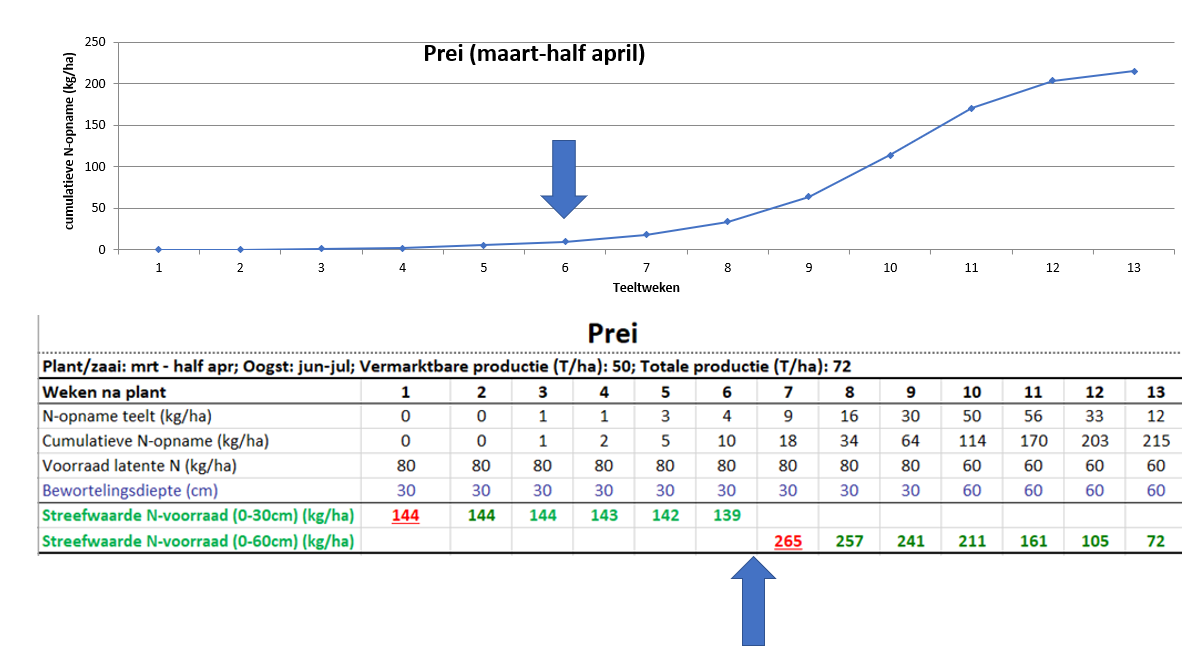 Prei (maart-half april)
cumulatieve N-opname (kg/ha)
250
200
150
100
50
0
1 2 3 4 5 6 7 8 9 10 11 12 13
Teeltweken
Prei
Plant/zaai: mrt - half apr; Oogst: jun-jul; Vermarktbare productie (T/ha): 50; Totale productie (T/ha): 72
Weken na plant 1 2 3 4 5 6 7 8 9 10 11 12 13
N-opname teelt (kg/ha) 0 0 1 1 3 4 9 16 30 50 56 33 12
Cumulatieve N-opname (kg/ha) 0 0 1 2 5 10 18 34 64 114 170 203 215
Voorraad latente N (kg/ha) 80 80 80 80 80 80 80 80 80 60 60 60 60
Bewortelingsdiepte (cm) 30 30 30 30 30 30 30 30 30 60 60 60 60
Streefwaarde N-voorraad (0-30cm) (kg/ha) 144 144 144 143 142 139
Streefwaarde N-voorraad (0-60cm) (kg/ha) 265 257 241 211 161 105 72